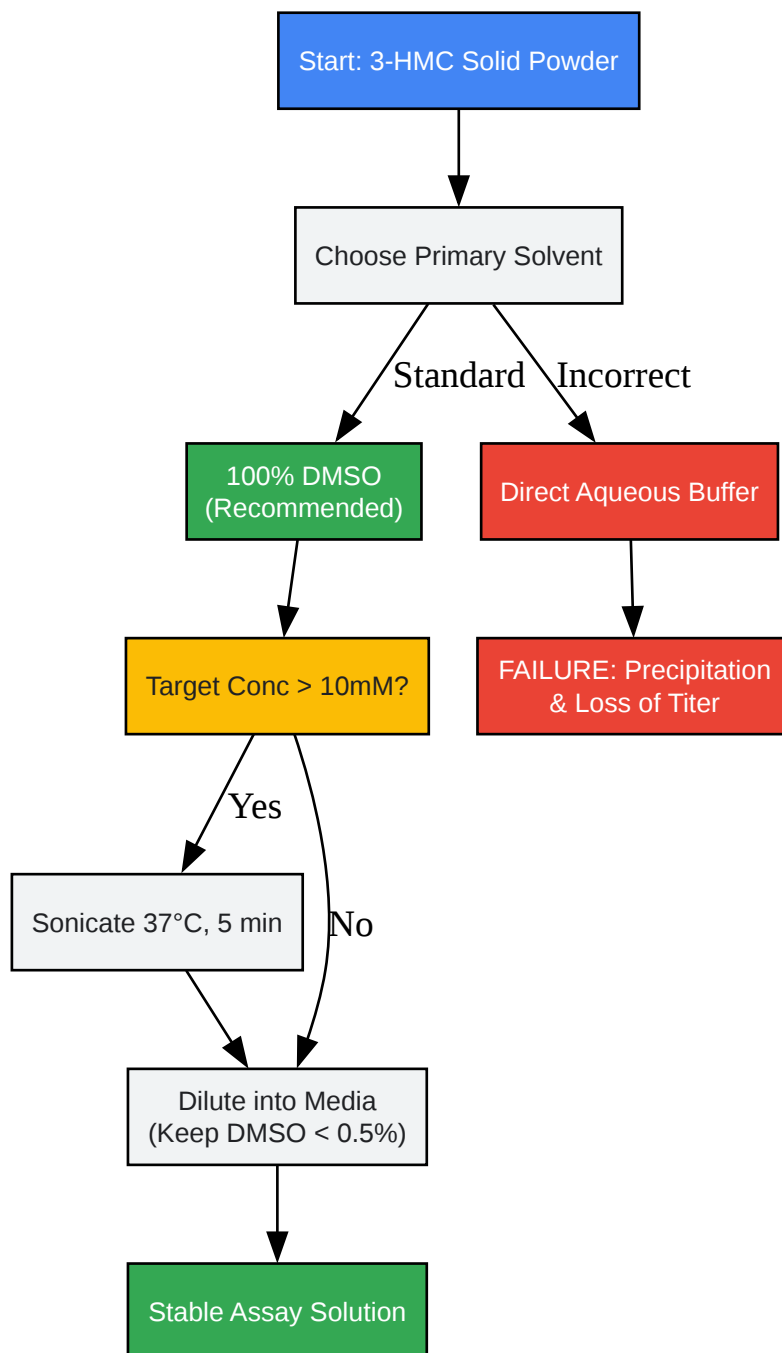 Start: 3-HMC Solid Powder
Choose Primary Solvent
Standard
Incorrect
100% DMSO
(Recommended)
Direct Aqueous Buffer
Target Conc > 10mM?
FAILURE: Precipitation
& Loss of Titer
Yes
Sonicate 37°C, 5 min
No
Dilute into Media
(Keep DMSO < 0.5%)
Stable Assay Solution